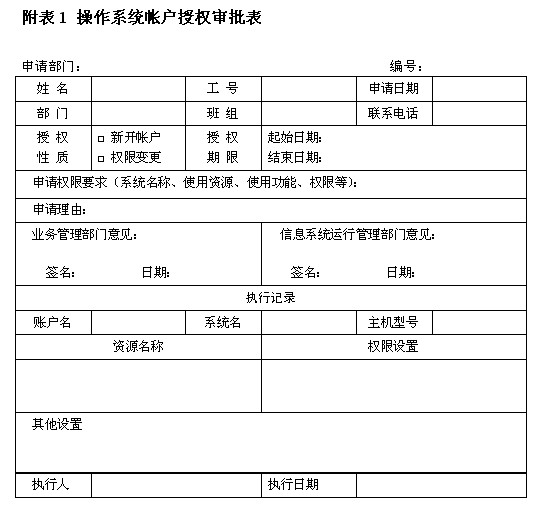 附表1 操作系统帐户授权审批表
申请部门： 编号：
姓 名 工 号 申请日期
部 门 班 组 联系电话
授 权 □ 新开帐户 授 权 起始日期：
性 质 □ 权限变更 期 限 结束日期：
申请权限要求（系统名称、使用资源、使用功能、权限等）：
申请理由：
业务管理部门意见： 信息系统运行管理部门意见：
签名： 日期： 签名： 日期：
执行记录
账户名 系统名 主机型号
资源名称 权限设置
其他设置
执行人 执行日期